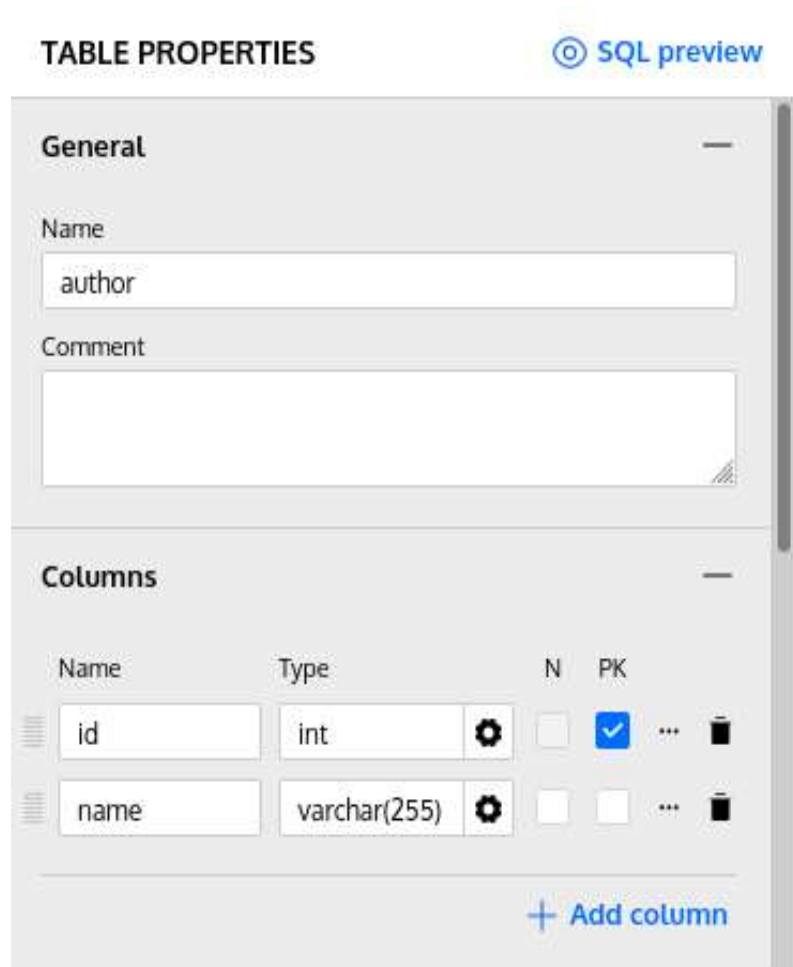 TABLE PROPERTIES SQL preview
General
Name
author
Comment
Columns
Name Type N PK
id int
name varchar(255)
Add column